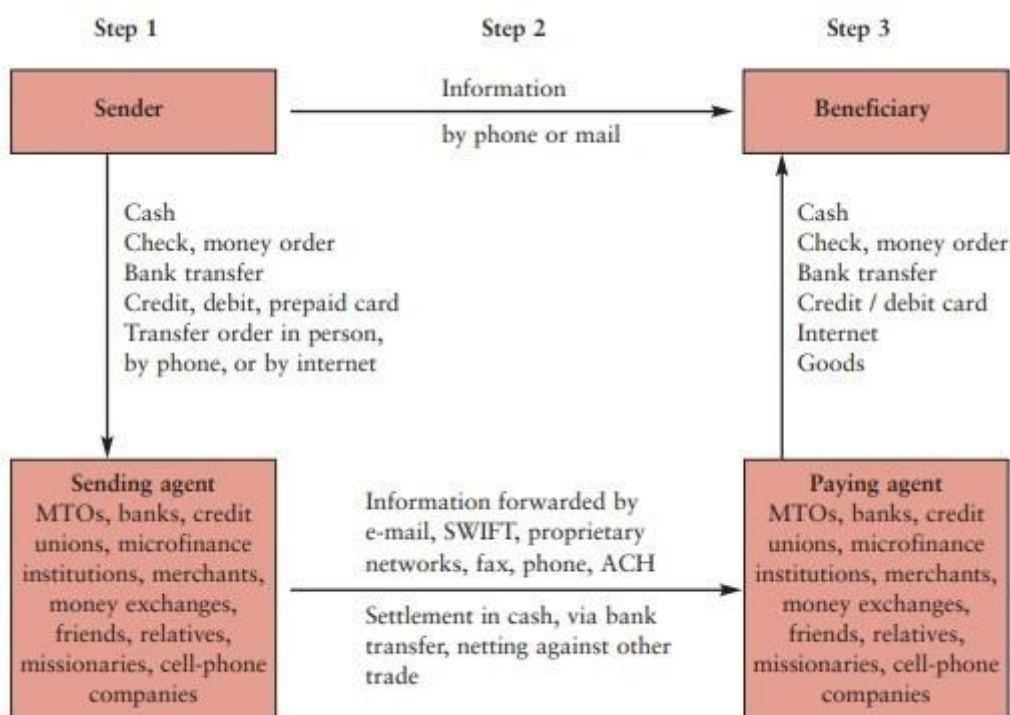 Step 1
Step 2
Step 3
Sender
Information
by phone or mail
Beneficiary
Cash
Check, money order
Bank transfer
Credit, debit, prepaid card
Transfer order in person,
by phone, or by internet
Cash
Check, money order
Bank transfer
Credit / debit card
Internet
Goods
Sending agent
MTOs, banks, credit
unions, microfinance
institutions, merchants,
money exchanges,
friends, relatives,
missionaries, cell-phone
companies
Information forwarded by
e-mail, SWIFT, proprietary
networks, fax, phone, ACH
Settlement in cash, via bank
transfer, netting against other
trade
Paying agent
MTOs, banks, credit
unions, microfinance
institutions, merchants,
money exchanges,
friends, relatives,
missionaries, cell-phone
companies